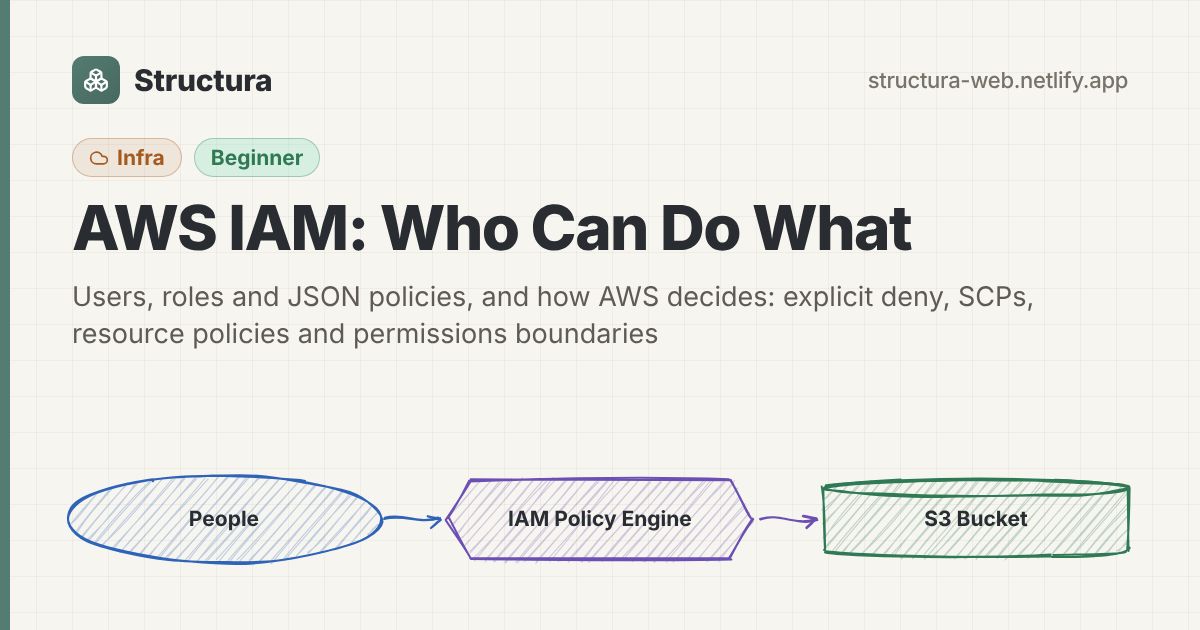 Structura
structura-web.netlify.app
Infra
Beginner
AWS IAM: Who Can Do What
Users, roles and JSON policies, and how AWS decides: explicit deny, SCPs,
resource policies and permissions boundaries
People
IAM Policy Engine
S3 Bucket